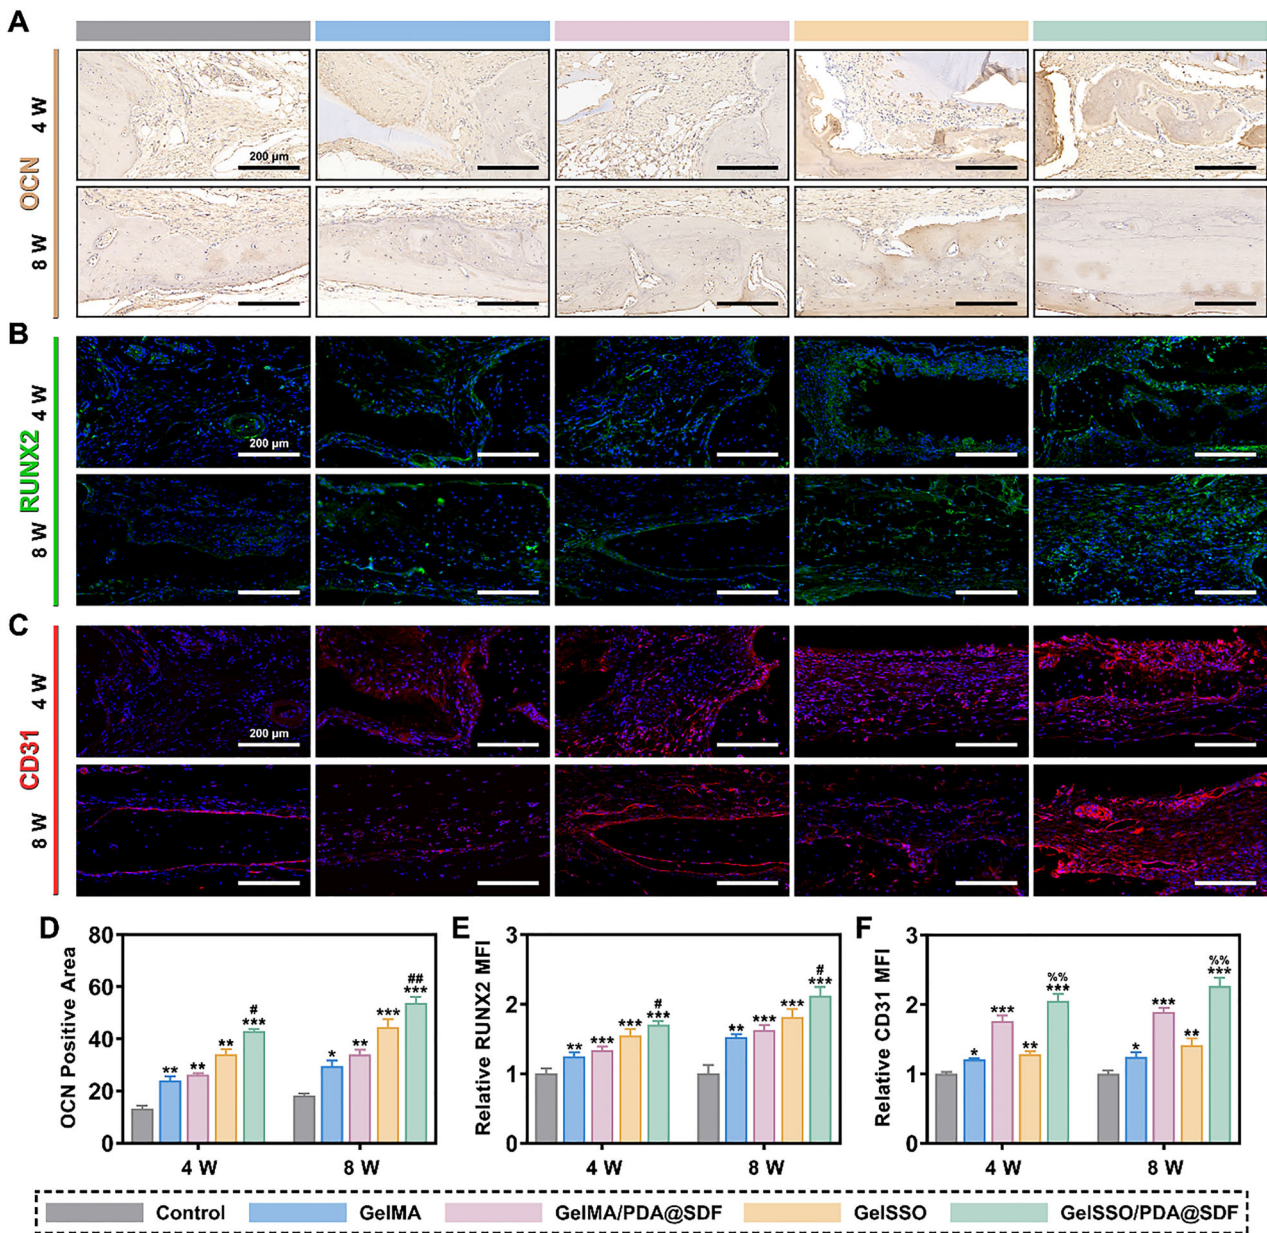 A
4 W
200 μm
OCN
8 W
B
4 W
200 μm
RUNX2
8 W
C
4 W
200 μm
CD31
8 W
D
OCN Positive Area
80
60
40
20
0
** ** ** # ***
* ** *** ## ***
4 W 8 W
E
Relative RUNX2 MFI
3
2
1
0
** *** *** # ***
** *** *** # ***
4 W 8 W
F
Relative CD31 MFI
3
2
1
0
* *** ** %% ***
* *** ** %% ***
4 W 8 W
Control GelMA GelMA/PDA@SDF GelSSO GelSSO/PDA@SDF